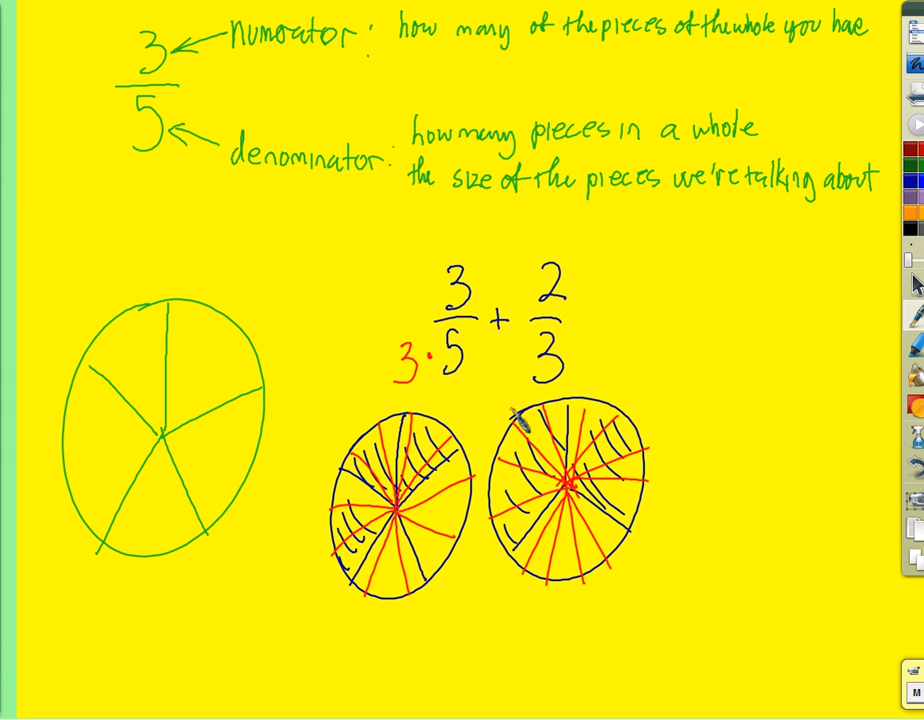 3 numerator: how many of the pieces of the whole you have
5 denominator: how many pieces in a whole
the size of the pieces we're talking about
3 2
+
3· 5 3
M